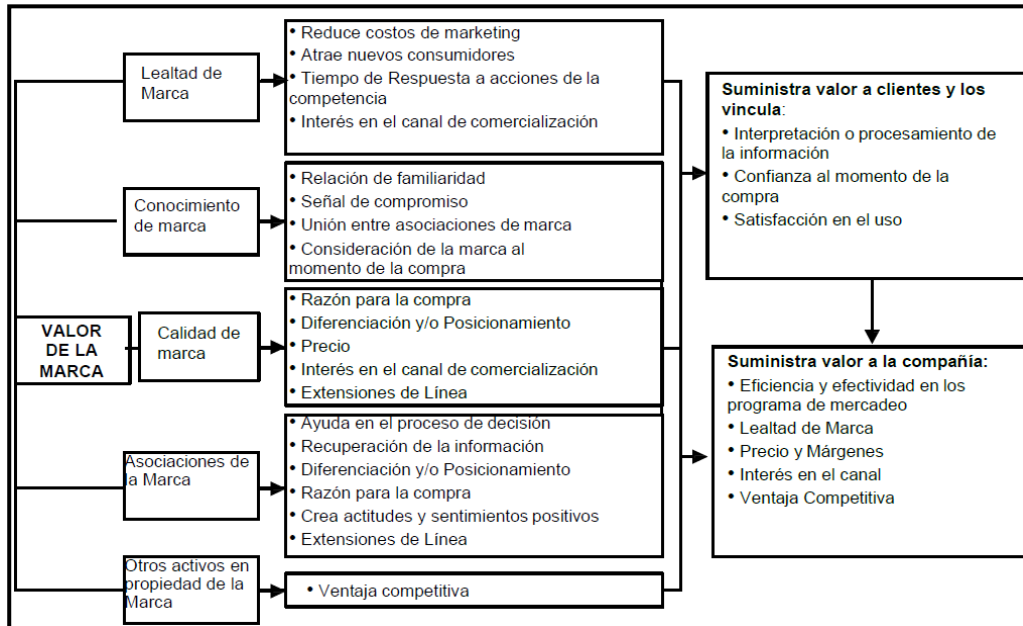 Lealtad de
Marca
• Reduce costos de marketing
• Atrae nuevos consumidores
• Tiempo de Respuesta a acciones de la
competencia
• Interés en el canal de comercialización
Conocimiento
de marca
• Relación de familiaridad
• Señal de compromiso
• Unión entre asociaciones de marca
• Consideración de la marca al
momento de la compra
VALOR
DE LA
MARCA
Calidad de
marca
• Razón para la compra
• Diferenciación y/o Posicionamiento
• Precio
• Interés en el canal de comercialización
• Extensiones de Línea
Asociaciones de
la Marca
• Ayuda en el proceso de decisión
• Recuperación de la información
• Diferenciación y/o Posicionamiento
• Razón para la compra
• Crea actitudes y sentimientos positivos
• Extensiones de Línea
Otros activos en
propiedad de la
Marca
• Ventaja competitiva
Suministra valor a clientes y los
vincula:
• Interpretación o procesamiento de
la información
• Confianza al momento de la
compra
• Satisfacción en el uso
Suministra valor a la compañía:
• Eficiencia y efectividad en los
programa de mercadeo
• Lealtad de Marca
• Precio y Márgenes
• Interés en el canal
• Ventaja Competitiva